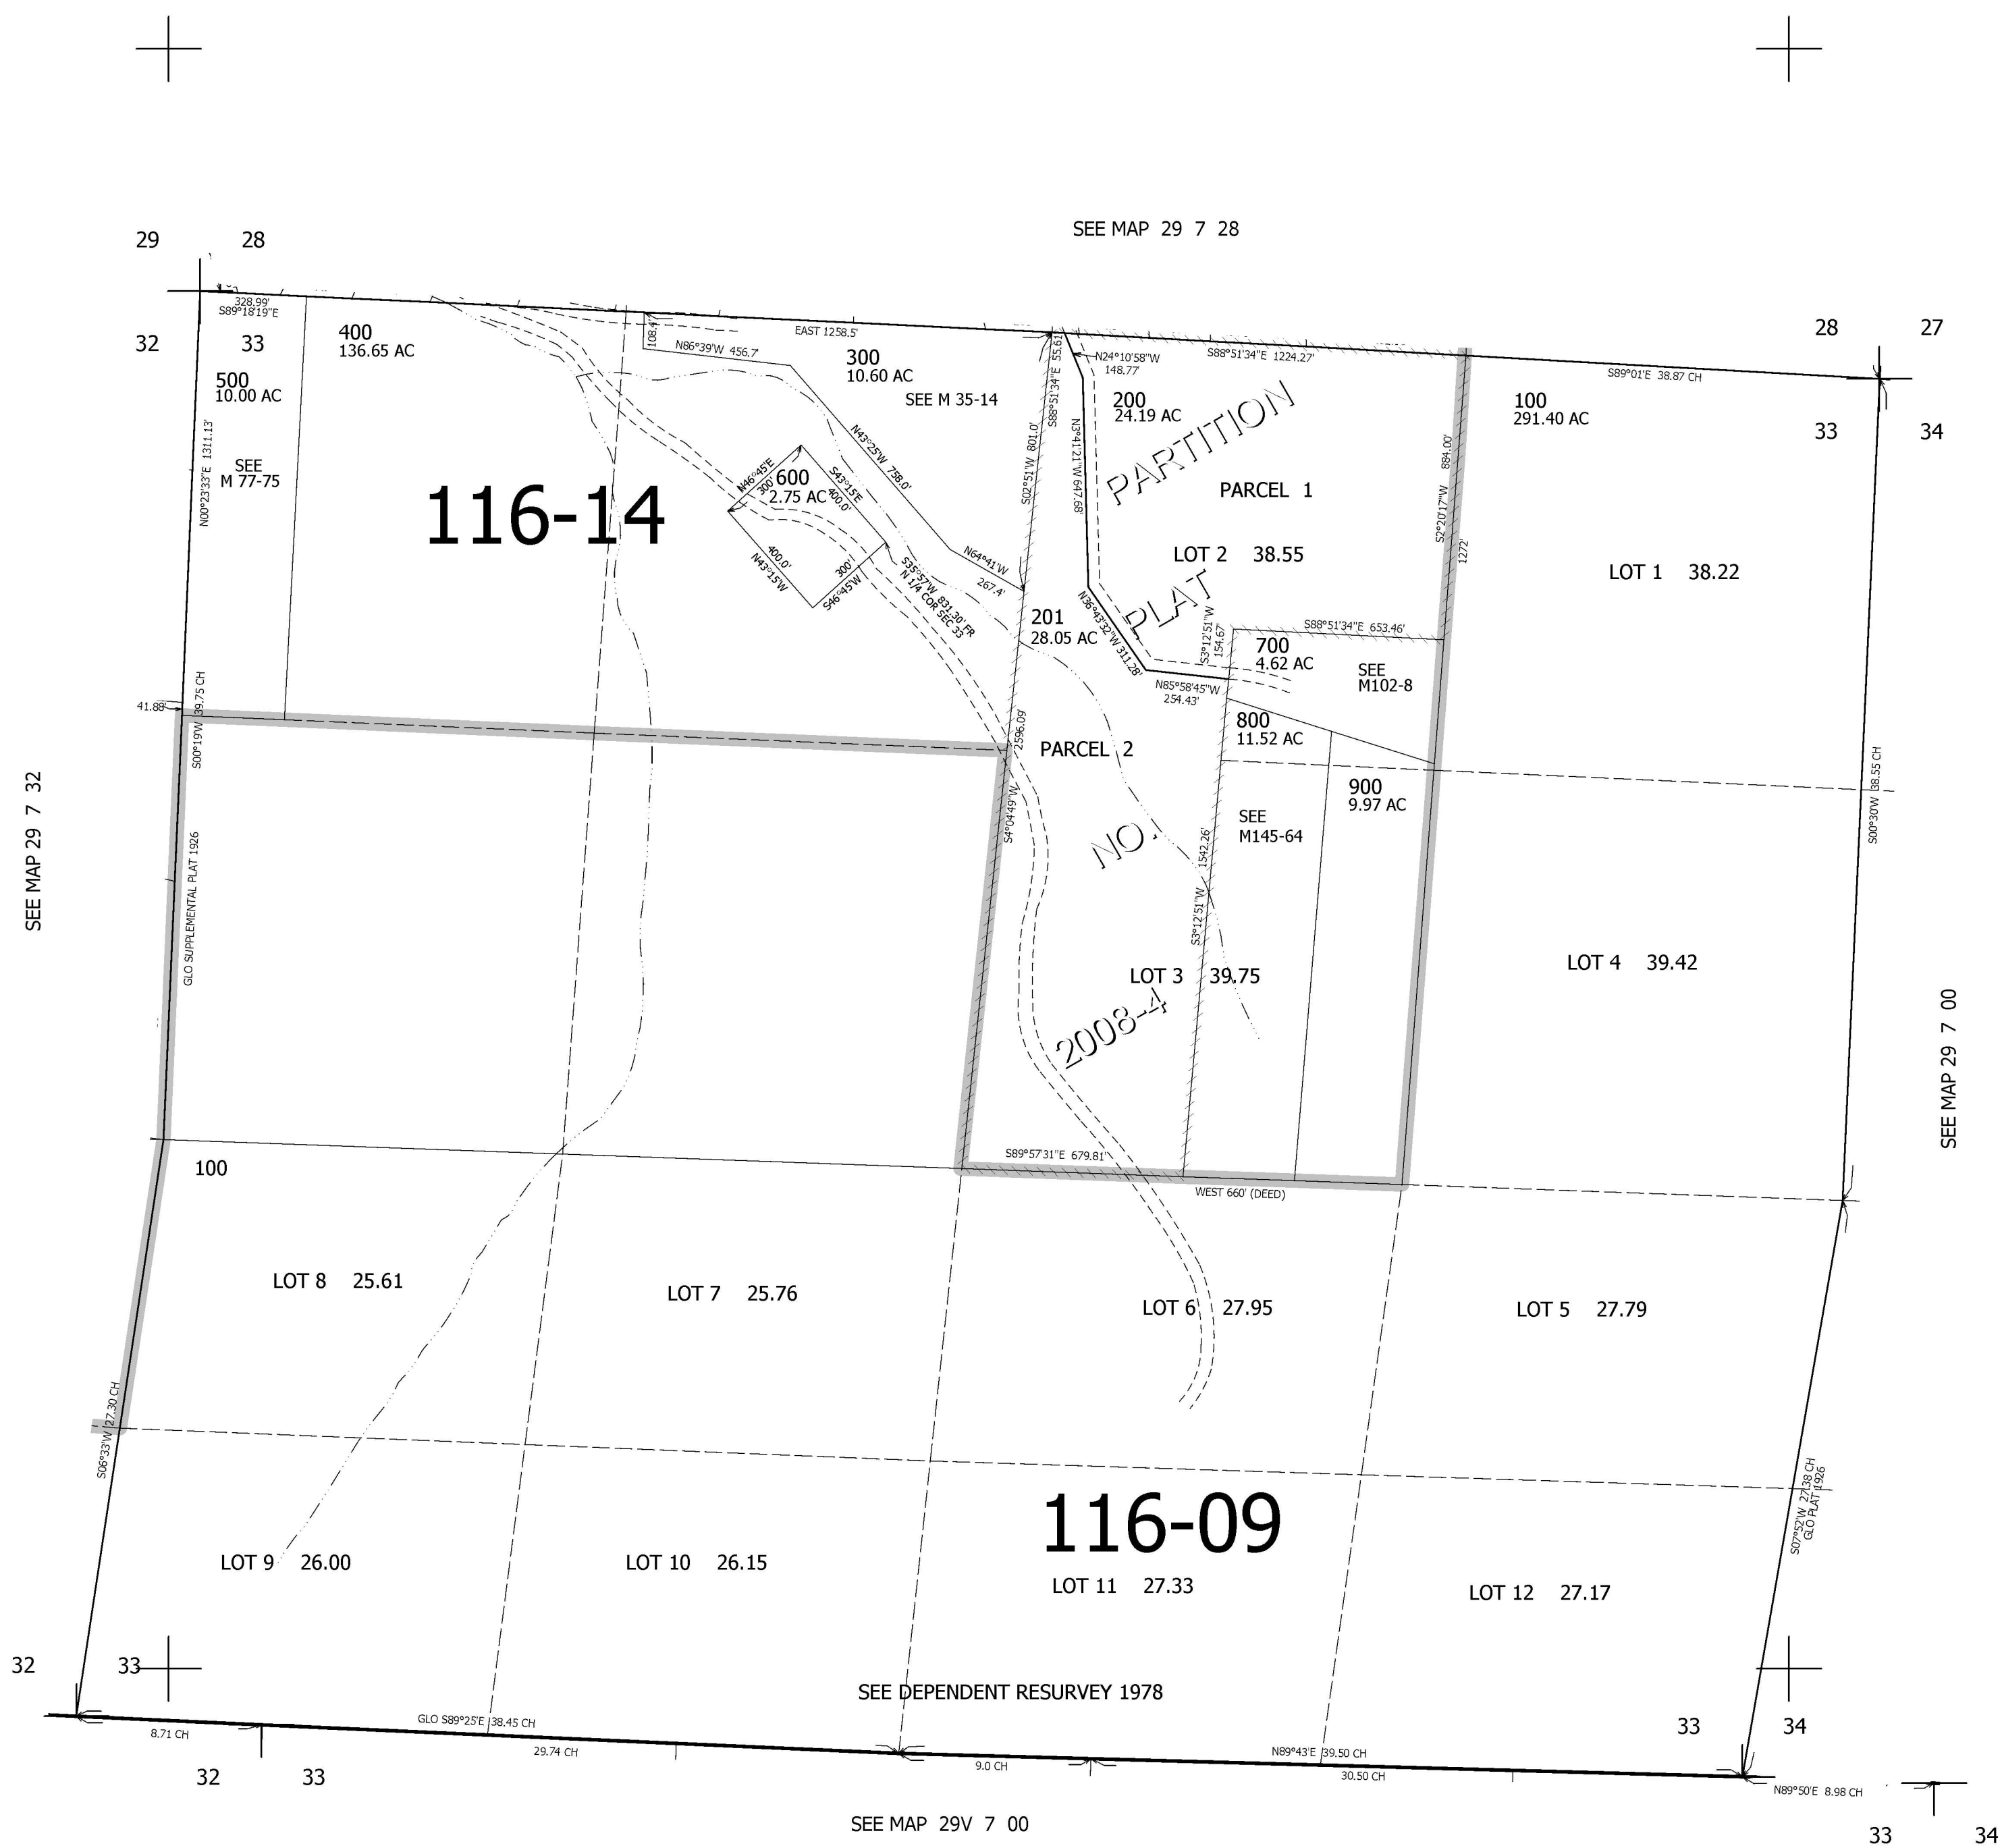 SEE MAP 29 7 28
29 28
328.99'
S89°18'19"E
32 33
400
136.65 AC
500
10.00 AC
108.4'
EAST 1258.5'
N86°39'W 456.7'
300
10.60 AC
SEE M 35-14
S88°51'34"E 55.61'
N24°10'58"W
148.77'
S88°51'34"E 1224.27'
28 27
S89°01'E 38.87 CH
200
24.19 AC
100
291.40 AC
33 34
N00°23'33"E 1311.13'
SEE
M 77-75
116-14
N43°25'W 758.0'
N46°45'E
300'
600
2.75 AC
S43°15'E
400.0'
S02°51'W 801.0'
N3°41'21"W 647.68'
PARTITION
PARCEL 1
S2°20'17"W 884.00'
1272'
400.0'
N43°15'W
300'
S46°45'W
S35°57'W 831.30' FR
N 1/4 COR SEC 33
N64°41'W
267.4'
LOT 2 38.55
LOT 1 38.22
PLAT
N36°43'32"W 311.28'
201
28.05 AC
S3°12'51"W
154.67'
S88°51'34"E 653.46'
700
4.62 AC
SEE
M102-8
N85°58'45"W
254.43'
41.88'
S00°19'W 39.75 CH
2596.09'
S4°04'49"W
PARCEL 2
800
11.52 AC
900
9.97 AC
SEE
M145-64
S00°30'W 38.55 CH
SEE MAP 29 7 32
GLO SUPPLEMENTAL PLAT 1926
NO.
S3°12'51"W 1542.26'
LOT 3 39.75
LOT 4 39.42
2008-4
SEE MAP 29 7 00
100
S89°57'31"E 679.81'
WEST 660' (DEED)
LOT 8 25.61
LOT 7 25.76
LOT 6 27.95
LOT 5 27.79
S06°33'W 27.30 CH
116-09
S07°52'W 27.38 CH
GLO PLAT 1926
LOT 9 26.00
LOT 10 26.15
LOT 11 27.33
LOT 12 27.17
32 33
SEE DEPENDENT RESURVEY 1978
33 34
8.71 CH
GLO S89°25'E 38.45 CH
29.74 CH
9.0 CH
N89°43'E 39.50 CH
30.50 CH
N89°50'E 8.98 CH
32 33
SEE MAP 29V 7 00
33 34